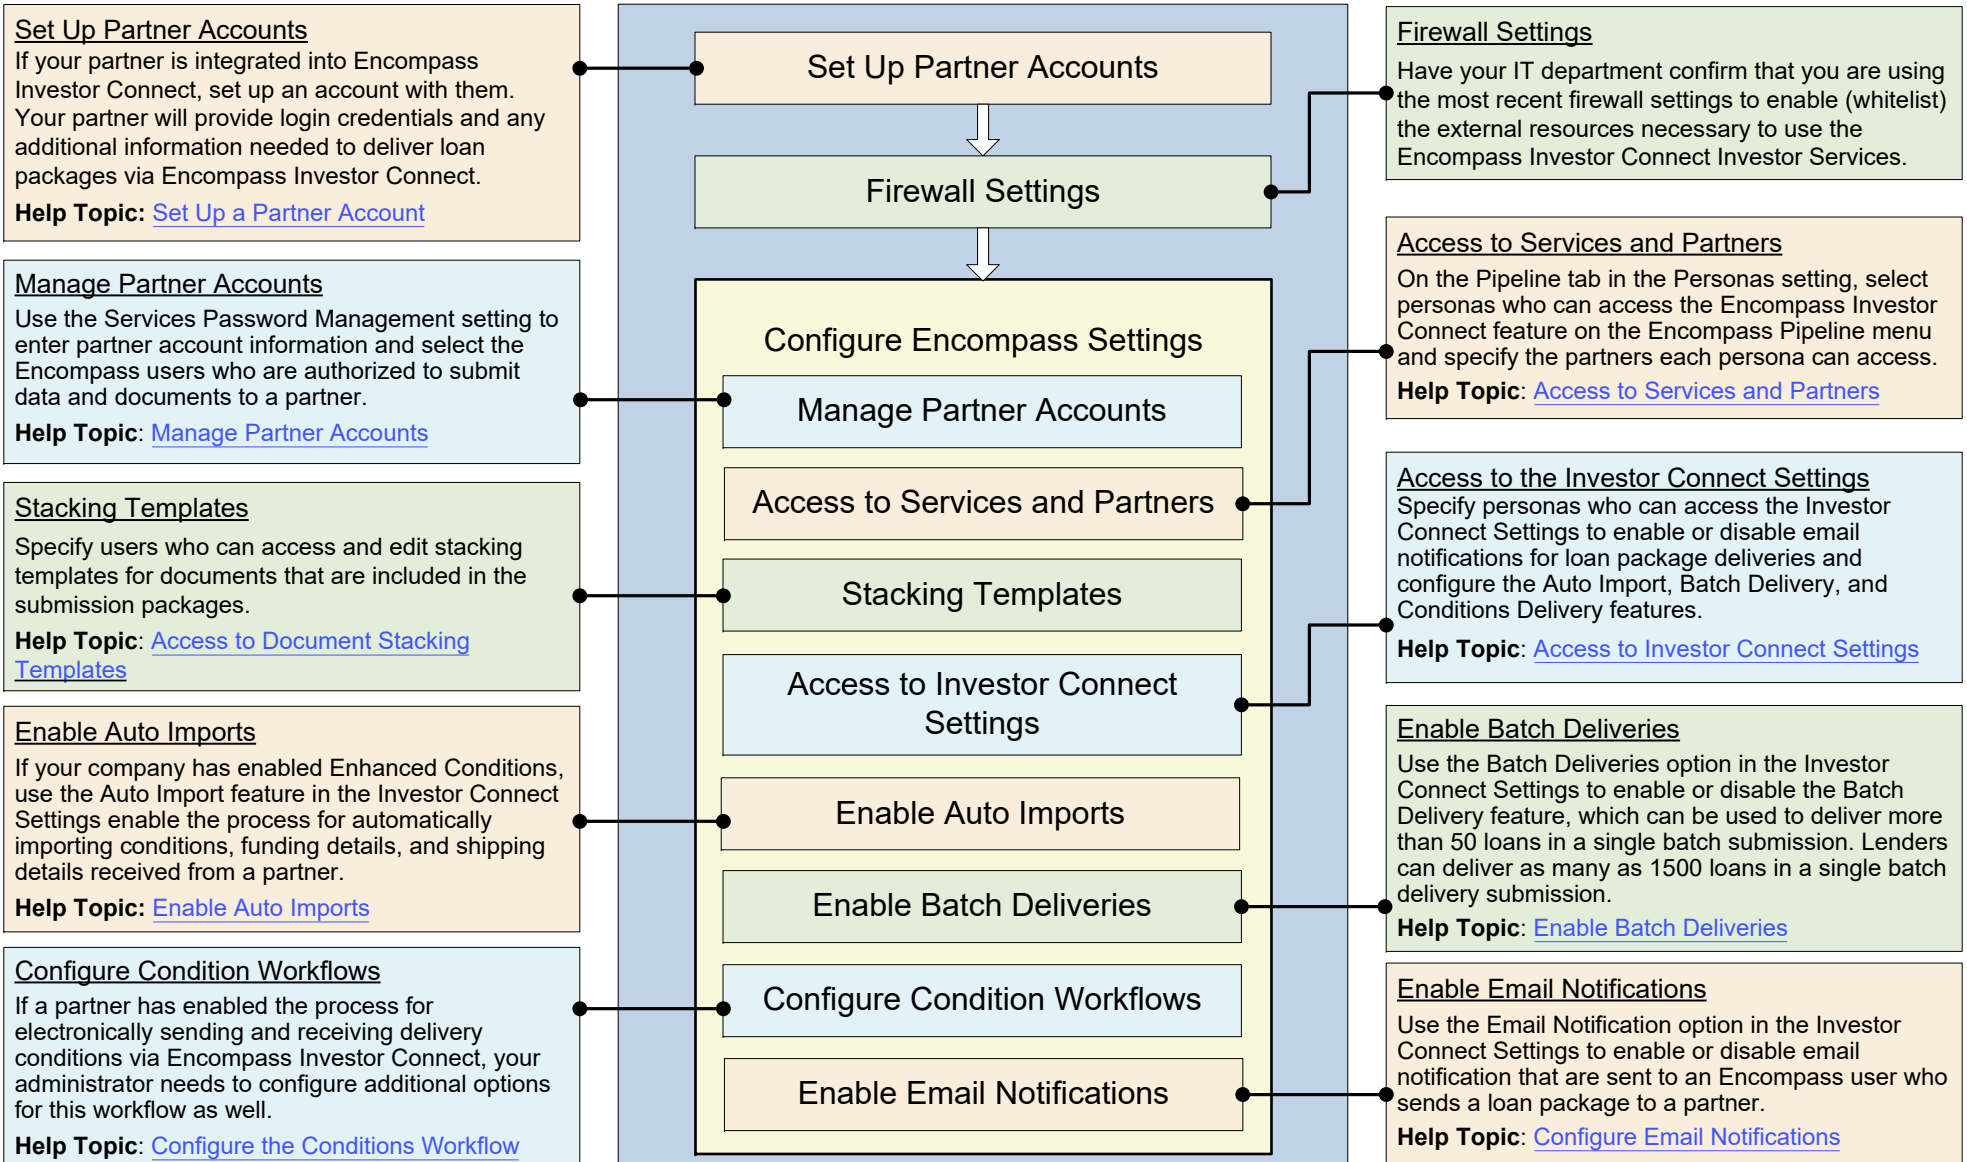 Set Up Partner Accounts
If your partner is integrated into Encompass
Investor Connect, set up an account with them.
Your partner will provide login credentials and any
additional information needed to deliver loan
packages via Encompass Investor Connect.
Help Topic: Set Up a Partner Account
Manage Partner Accounts
Use the Services Password Management setting to
enter partner account information and select the
Encompass users who are authorized to submit
data and documents to a partner.
Help Topic: Manage Partner Accounts
Stacking Templates
Specify users who can access and edit stacking
templates for documents that are included in the
submission packages.
Help Topic: Access to Document Stacking
Templates
Enable Auto Imports
If your company has enabled Enhanced Conditions,
use the Auto Import feature in the Investor Connect
Settings enable the process for automatically
importing conditions, funding details, and shipping
details received from a partner.
Help Topic: Enable Auto Imports
Configure Condition Workflows
If a partner has enabled the process for
electronically sending and receiving delivery
conditions via Encompass Investor Connect, your
administrator needs to configure additional options
for this workflow as well.
Help Topic: Configure the Conditions Workflow
Set Up Partner Accounts
Firewall Settings
Configure Encompass Settings
Manage Partner Accounts
Access to Services and Partners
Stacking Templates
Access to Investor Connect
Settings
Enable Auto Imports
Enable Batch Deliveries
Configure Condition Workflows
Enable Email Notifications
Firewall Settings
Have your IT department confirm that you are using
the most recent firewall settings to enable (whitelist)
the external resources necessary to use the
Encompass Investor Connect Investor Services.
Access to Services and Partners
On the Pipeline tab in the Personas setting, select
personas who can access the Encompass Investor
Connect feature on the Encompass Pipeline menu
and specify the partners each persona can access.
Help Topic: Access to Services and Partners
Access to the Investor Connect Settings
Specify personas who can access the Investor
Connect Settings to enable or disable email
notifications for loan package deliveries and
configure the Auto Import, Batch Delivery, and
Conditions Delivery features.
Help Topic: Access to Investor Connect Settings
Enable Batch Deliveries
Use the Batch Deliveries option in the Investor
Connect Settings to enable or disable the Batch
Delivery feature, which can be used to deliver more
than 50 loans in a single batch submission. Lenders
can deliver as many as 1500 loans in a single batch
delivery submission.
Help Topic: Enable Batch Deliveries
Enable Email Notifications
Use the Email Notification option in the Investor
Connect Settings to enable or disable email
notification that are sent to an Encompass user who
sends a loan package to a partner.
Help Topic: Configure Email Notifications